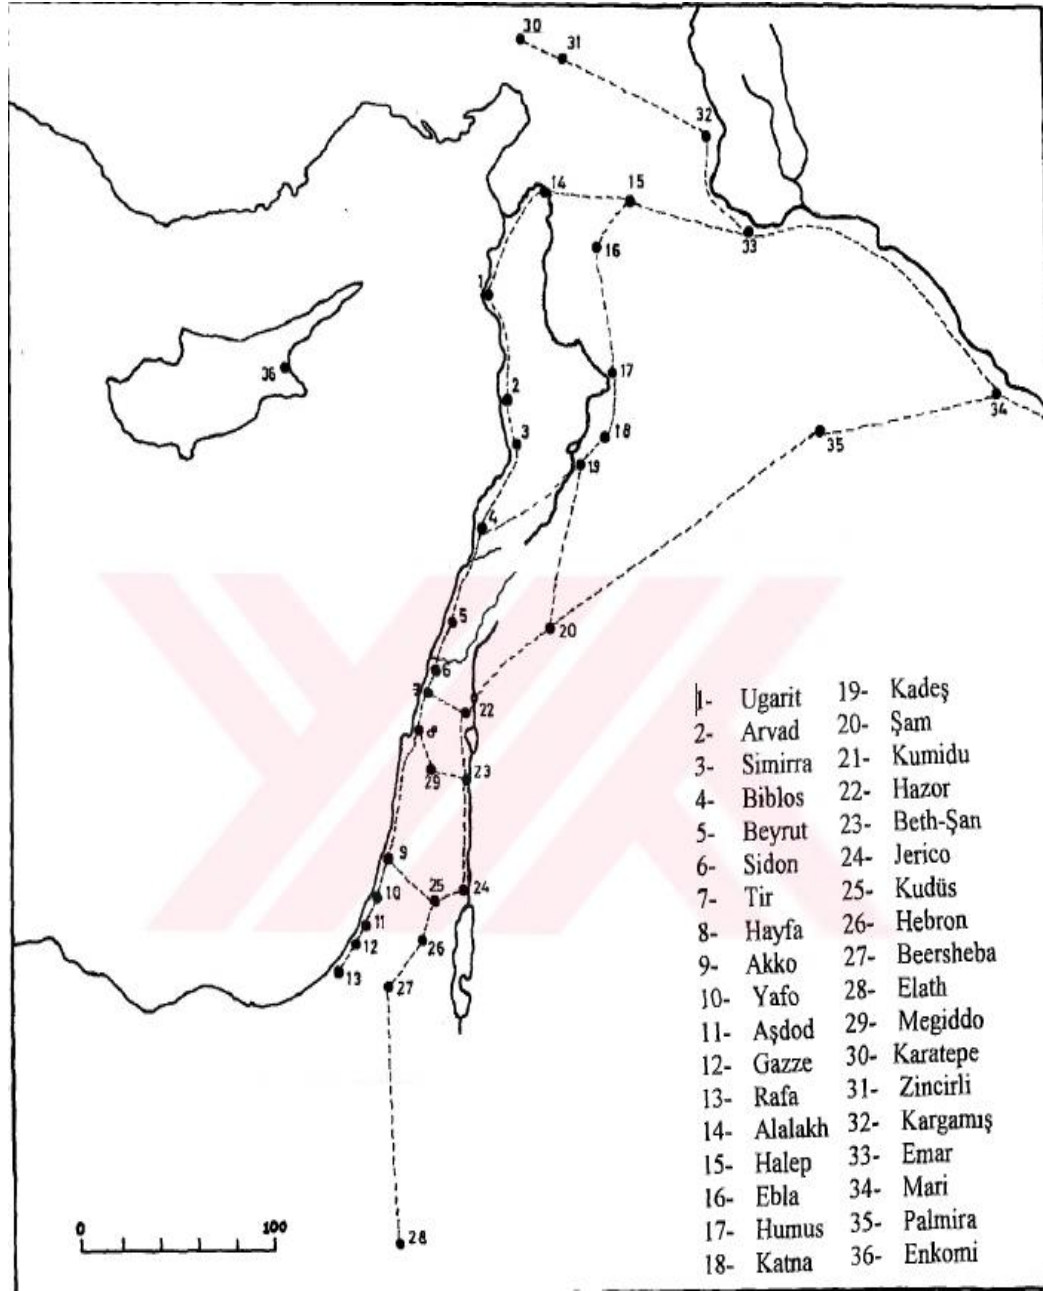 30
31
32
14
15
33
16
1
17
36
2
34
3
18
35
19
4
5
20
6
22
29
23
9
25
24
10
11
26
12
13
27
28
0 100
1- Ugarit
2- Arvad
3- Simirra
4- Biblos
5- Beyrut
6- Sidon
7- Tir
8- Hayfa
9- Akko
10- Yafo
11- Aşdod
12- Gazze
13- Rafa
14- Alalakh
15- Halep
16- Ebla
17- Humus
18- Katna
19- Kadeş
20- Şam
21- Kumidu
22- Hazor
23- Beth-Şan
24- Jerico
25- Kudüs
26- Hebron
27- Beersheba
28- Elath
29- Megiddo
30- Karatepe
31- Zincirli
32- Kargamış
33- Emar
34- Mari
35- Palmira
36- Enkomi